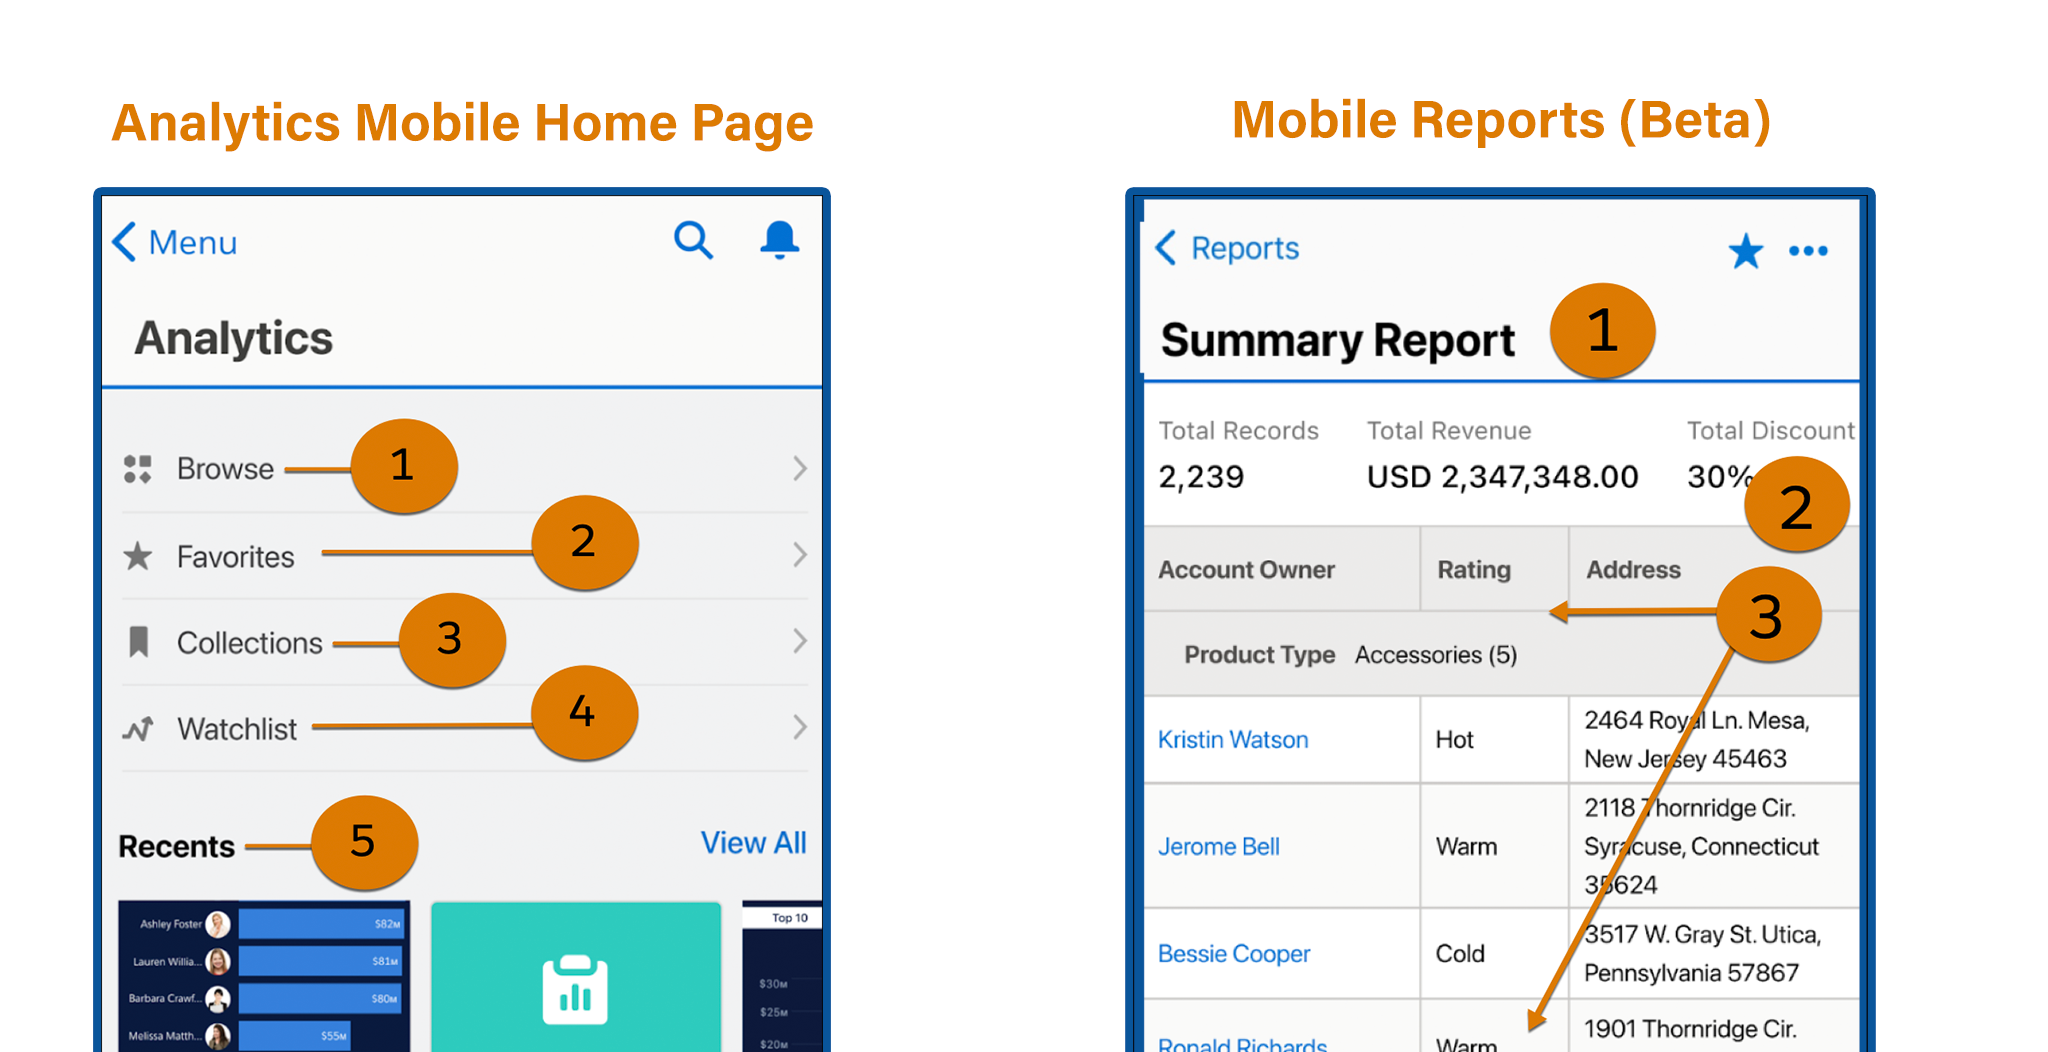 Analytics Mobile Home Page
Menu
Analytics
Browse
1
Favorites
2
Collections
3
Watchlist
4
Recents
5
View All
Ashley Foster
$82M
Lauren Willia...
$81M
Barbara Crawf...
$80M
Melissa Matth...
$55M
Top 10
$30M
$25M
$20M
Mobile Reports (Beta)
Reports
Summary Report
1
Total Records Total Revenue Total Discount
2,239 USD 2,347,348.00 30%
2
Account Owner Rating Address
3
Product Type Accessories (5)
Kristin Watson Hot 2464 Royal Ln. Mesa,
New Jersey 45463
Jerome Bell Warm 2118 Thornridge Cir.
Syracuse, Connecticut
35624
Bessie Cooper Cold 3517 W. Gray St. Utica,
Pennsylvania 57867
Ronald Richards Warm 1901 Thornridge Cir.